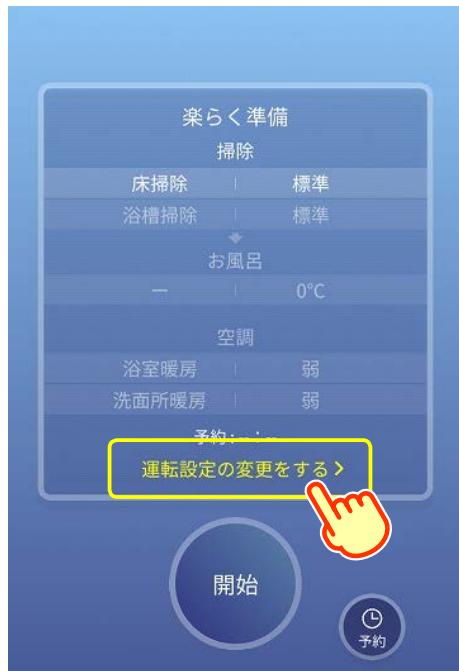 楽らく準備
掃除
床掃除 標準
浴槽掃除 標準
お風呂
ー 0°C
空調
浴室暖房 弱
洗面所暖房 弱
予約:--:--
運転設定の変更をする>
開始
予約